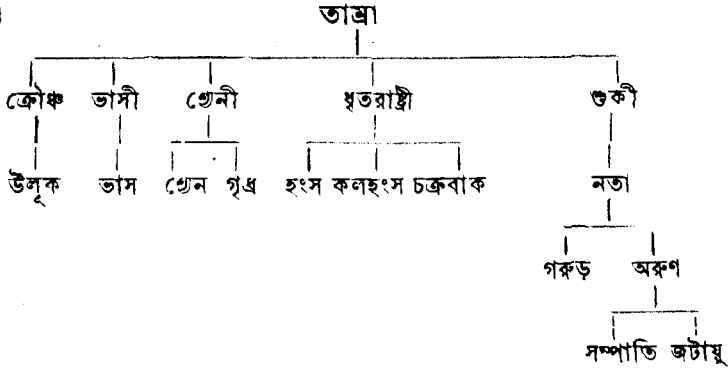 তাম্রা
ক্রৌঞ্চ ভাসী শ্যেনী ধৃতরাষ্ট্রী শুকী
উলূক ভাস শ্যেন গৃধ্র হংস কলহংস চক্রবাক নতা
গরুড় অরুণ
সম্পাতি জটায়ূ